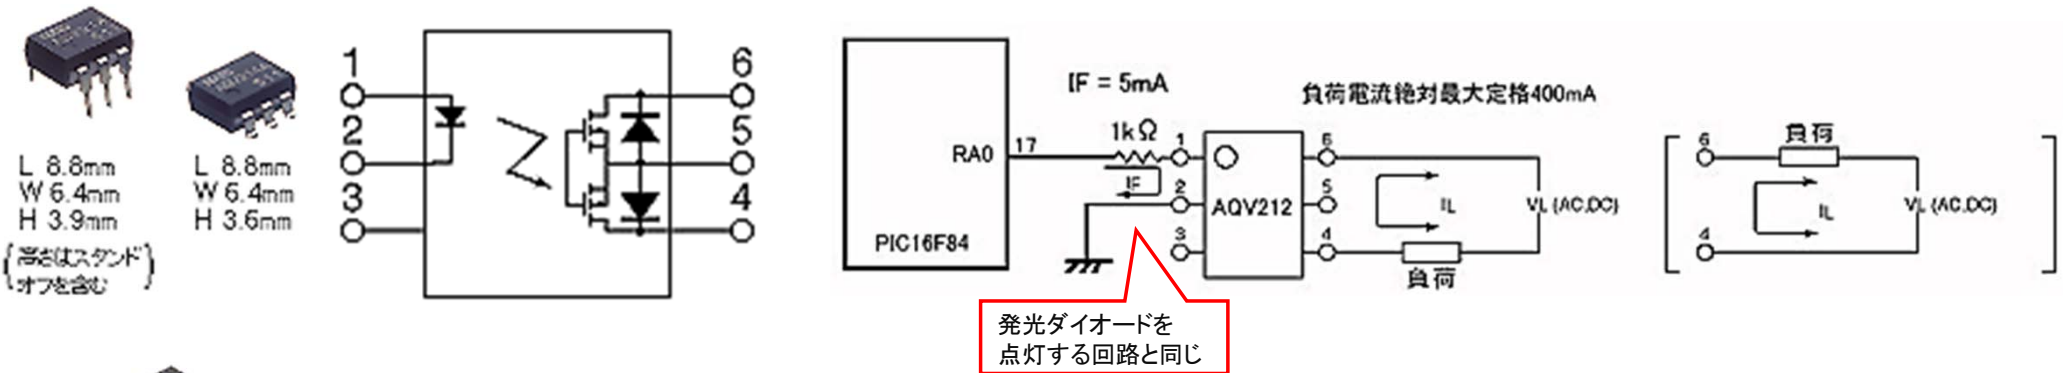 L 8.8mm
W 6.4mm
H 3.9mm
L 8.8mm
W 6.4mm
H 3.6mm
(高さはスタンド
オフを含む)
1
2
3
6
5
4
RA0
17
PIC16F84
IF = 5mA
1kΩ
IF
1
2
3
AQV212
6
5
4
負荷電流絶対最大定格400mA
IL
VL (AC,DC)
負荷
6
負荷
IL
VL (AC,DC)
4
発光ダイオードを
点灯する回路と同じ